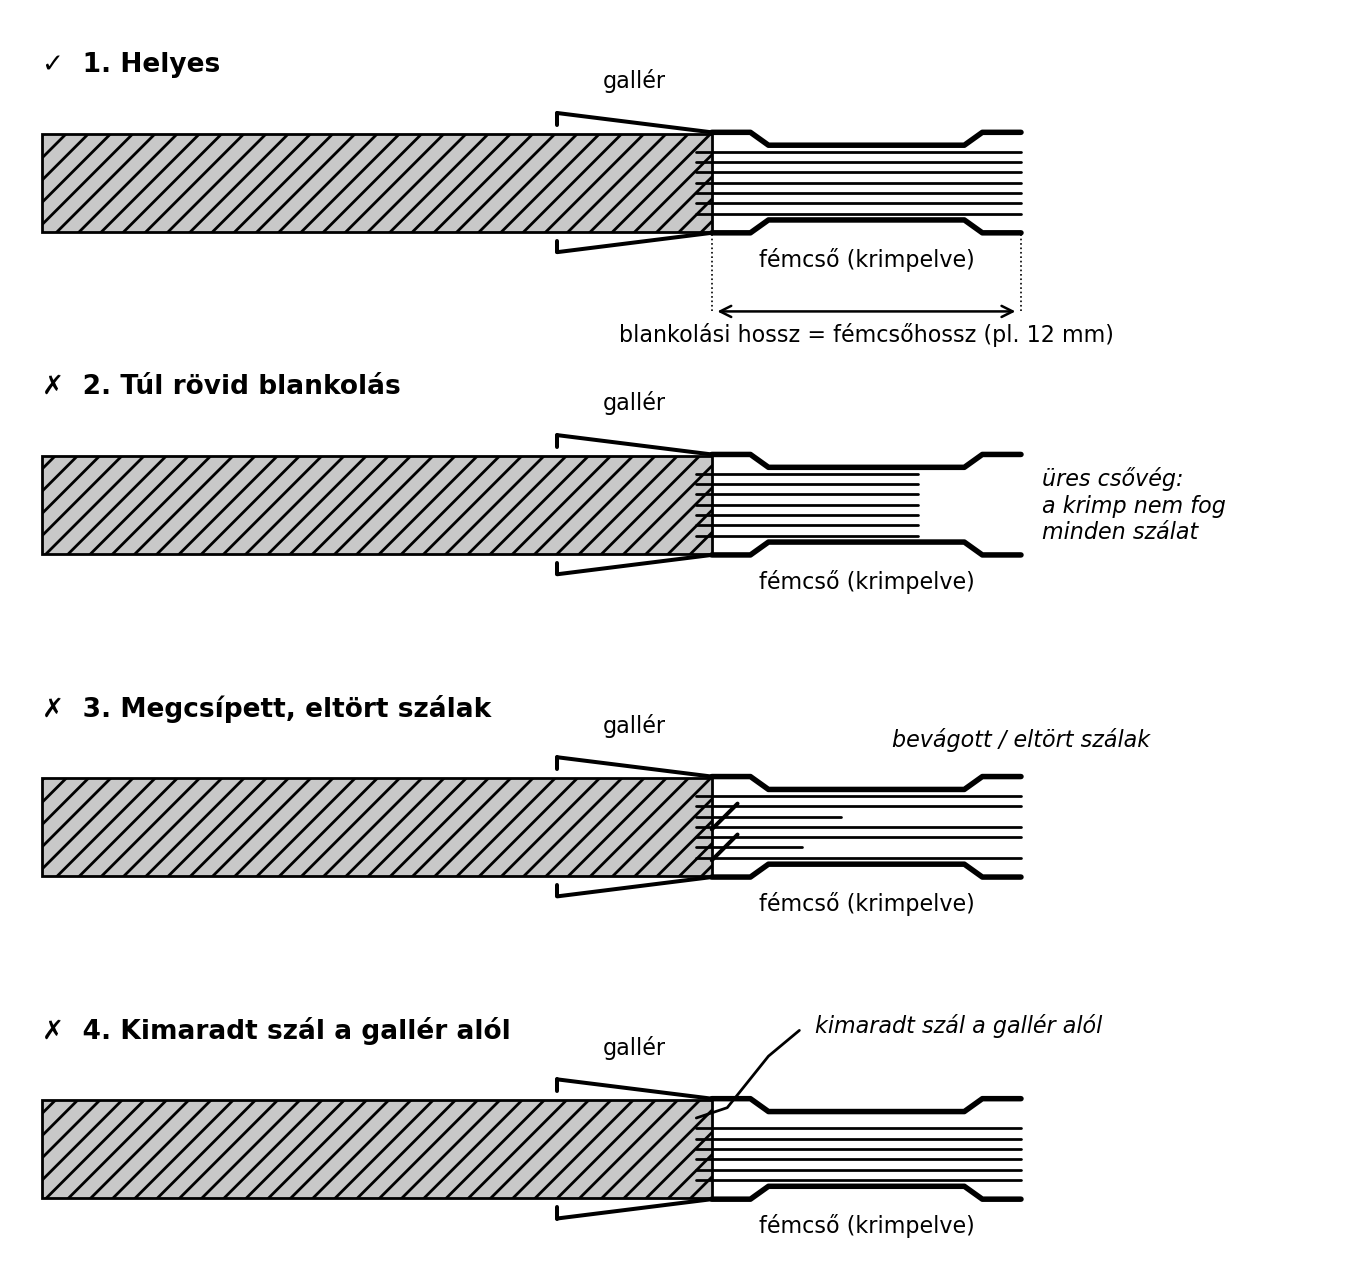 ✓ 1. Helyes
gallér
fémcső (krimpelve)
blankolási hossz = fémcsőhossz (pl. 12 mm)
✗ 2. Túl rövid blankolás
gallér
üres csővég:
a krimp nem fog
minden szálat
fémcső (krimpelve)
✗ 3. Megcsípett, eltört szálak
gallér
bevágott / eltört szálak
fémcső (krimpelve)
✗ 4. Kimaradt szál a gallér alól
kimaradt szál a gallér alól
gallér
fémcső (krimpelve)